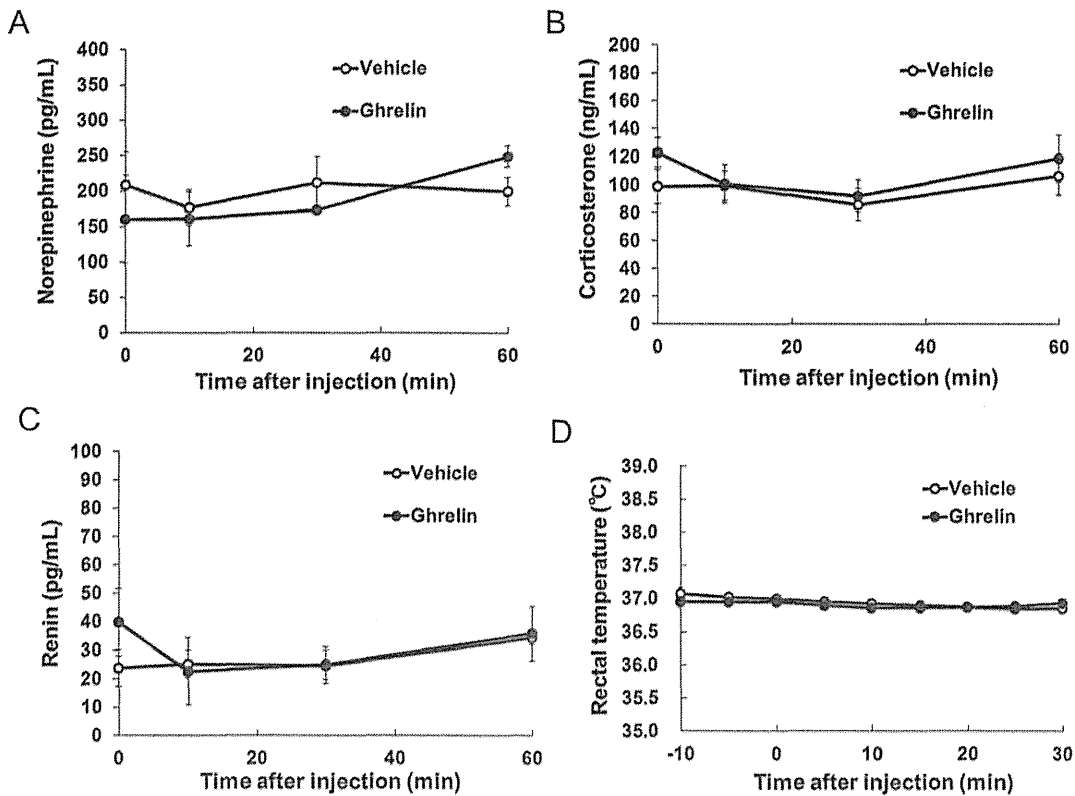 A
Norepinephrine (pg/mL)
400
350
300
250
200
150
100
50
0
Vehicle
Ghrelin
0 20 40 60
Time after injection (min)
B
Corticosterone (ng/mL)
200
180
160
140
120
100
80
60
40
20
0
Vehicle
Ghrelin
0 20 40 60
Time after injection (min)
C
Renin (pg/mL)
100
90
80
70
60
50
40
30
20
10
0
Vehicle
Ghrelin
0 20 40 60
Time after injection (min)
D
Rectal temperature (°C)
39.0
38.5
38.0
37.5
37.0
36.5
36.0
35.5
35.0
Vehicle
Ghrelin
-10 0 10 20 30
Time after injection (min)